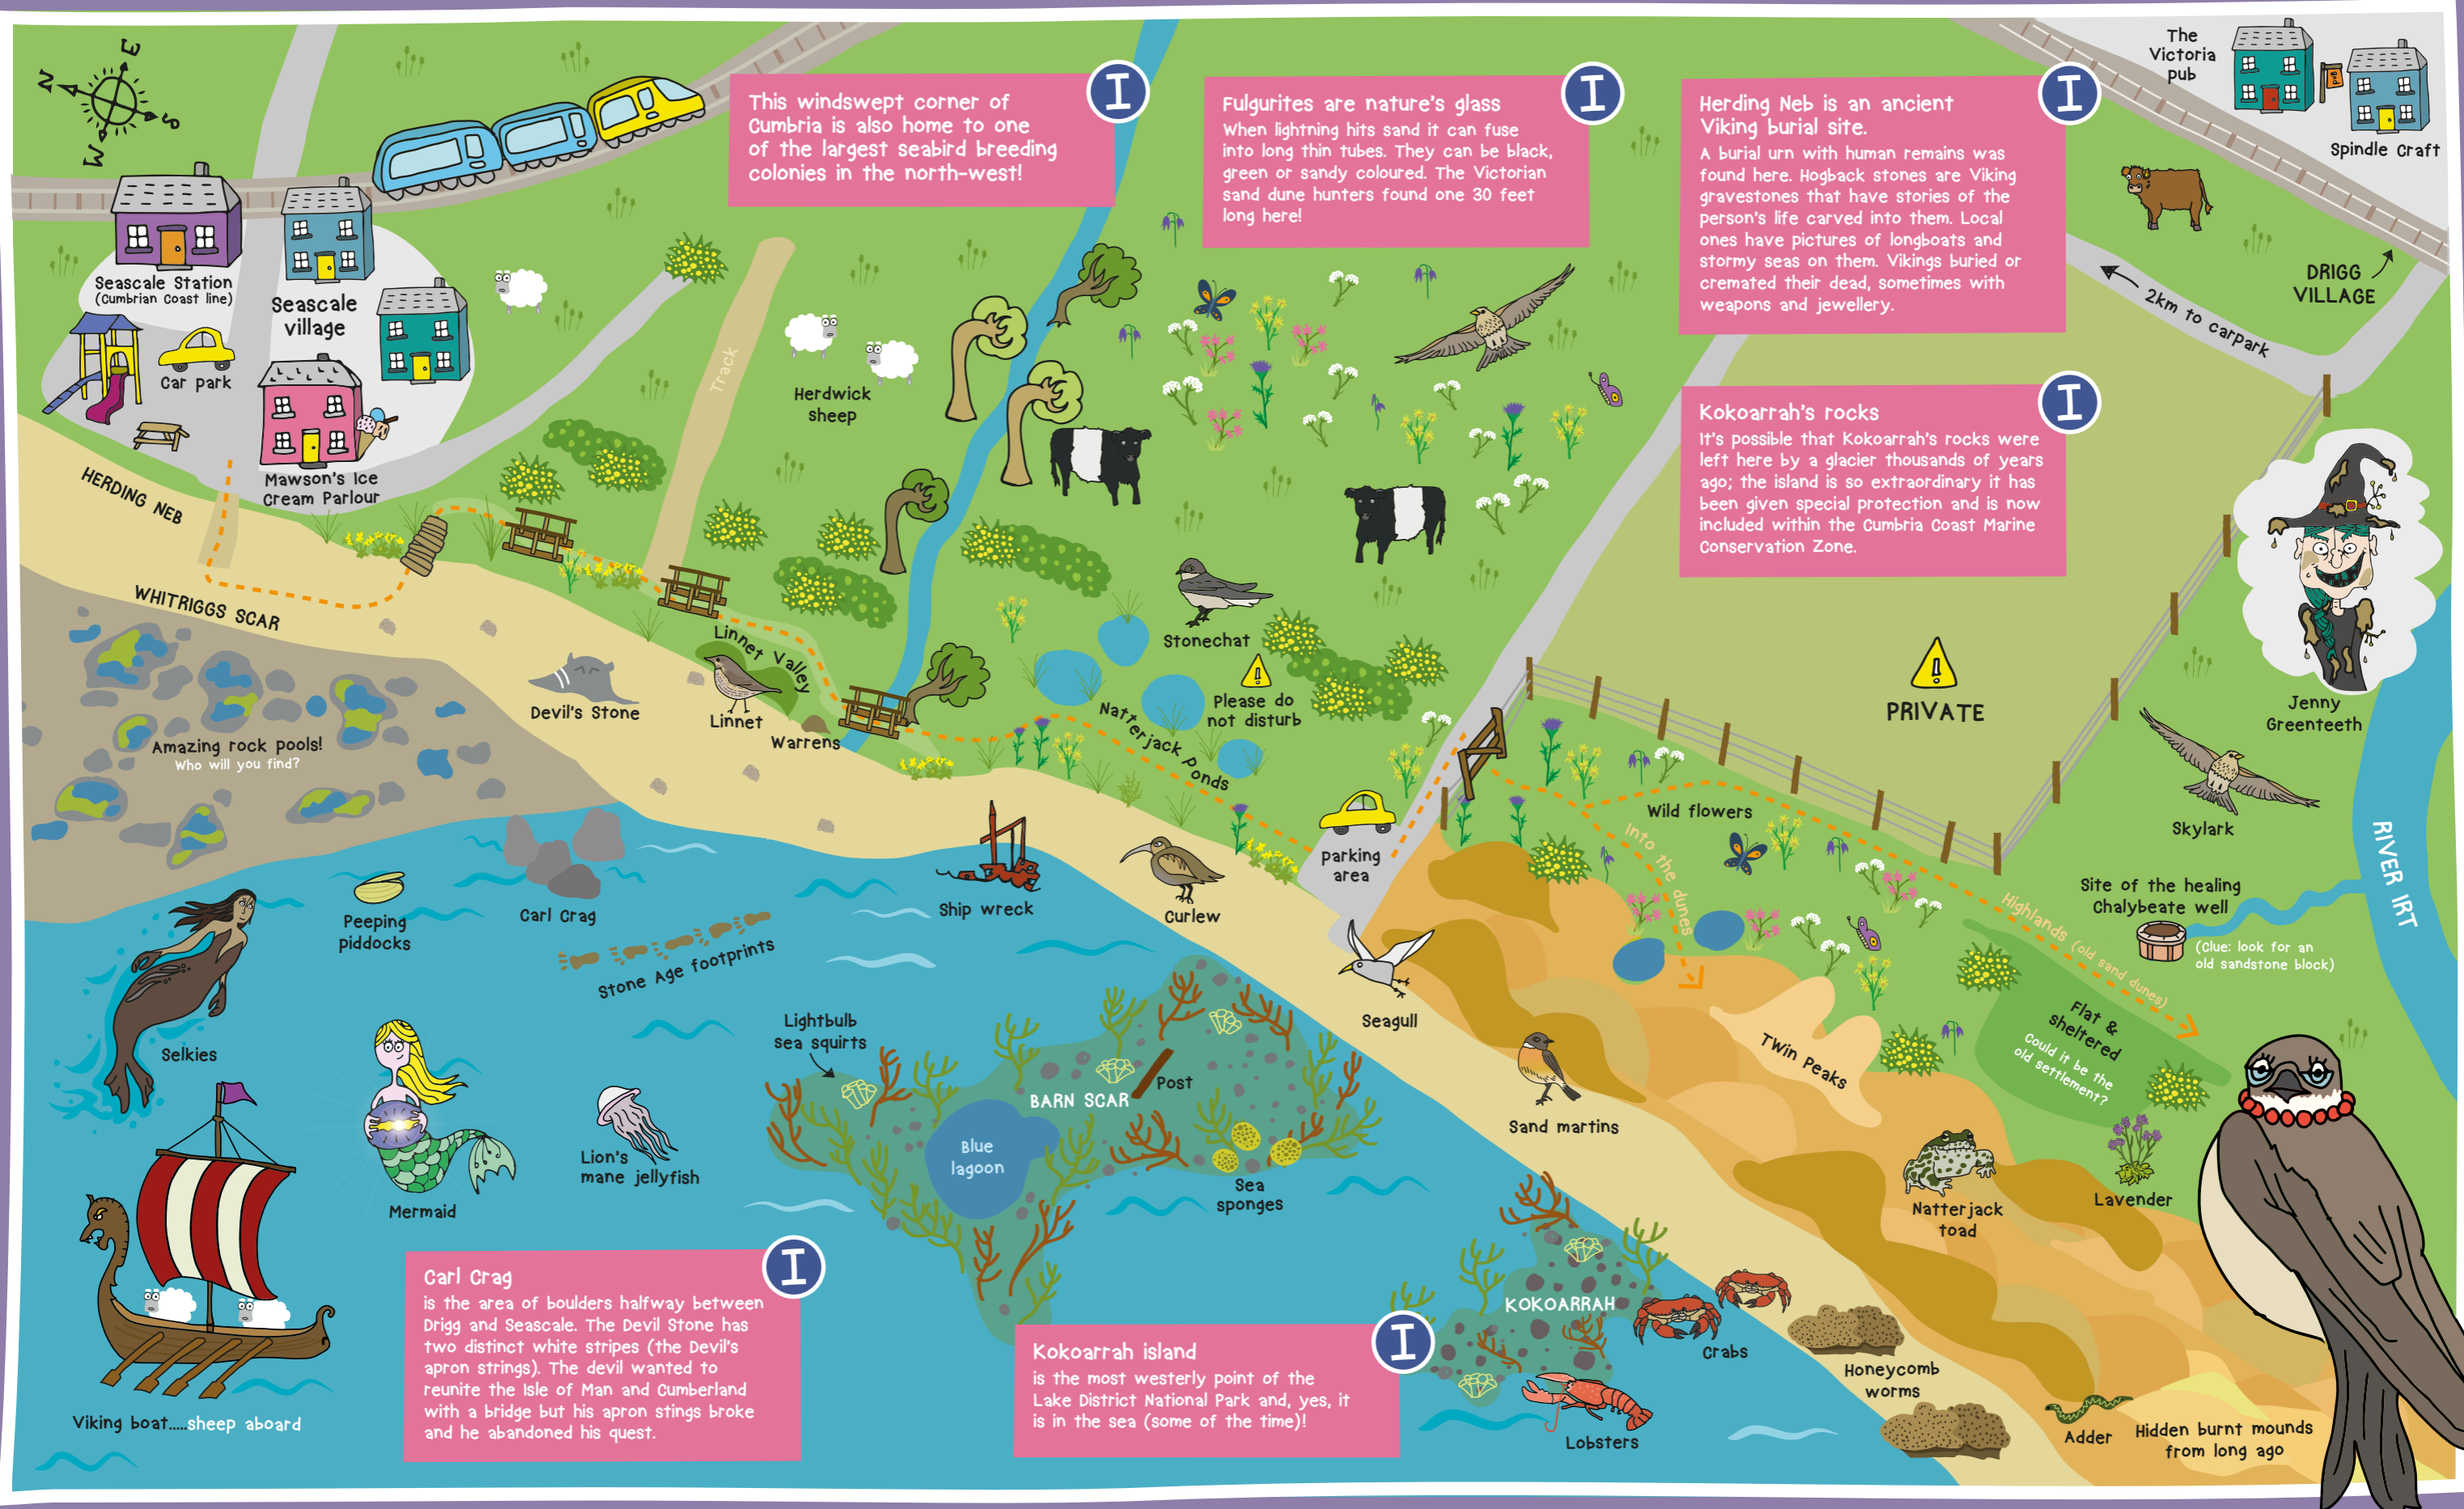 E
N
S
W
Seascale Station
(Cumbrian Coast line)
Seascale
village
Car park
Mawson's Ice
Cream Parlour
HERDING NEB
WHITRIGGS SCAR
Amazing rock pools!
Who will you find?
This windswept corner of
Cumbria is also home to one
of the largest seabird breeding
colonies in the north-west!
I
Fulgurites are nature's glass
When lightning hits sand it can fuse
into long thin tubes. They can be black,
green or sandy coloured. The Victorian
sand dune hunters found one 30 feet
long here!
I
Herding Neb is an ancient
Viking burial site.
A burial urn with human remains was
found here. Hogback stones are Viking
gravestones that have stories of the
person's life carved into them. Local
ones have pictures of longboats and
stormy seas on them. Vikings buried or
cremated their dead, sometimes with
weapons and jewellery.
I
Kokoarrah's rocks
It's possible that Kokoarrah's rocks were
left here by a glacier thousands of years
ago; the island is so extraordinary it has
been given special protection and is now
included within the Cumbria Coast Marine
Conservation Zone.
I
The
Victoria
pub
PUB
Spindle Craft
DRIGG
VILLAGE
2km to carpark
Track
Herdwick
sheep
Linnet Valley
Linnet
Warrens
Devil's Stone
Stonechat
!
Please do
not disturb
Natterjack Ponds
!
PRIVATE
Jenny
Greenteeth
Skylark
RIVER IRT
Site of the healing
Chalybeate well
(Clue: look for an
old sandstone block)
parking
area
Wild flowers
Into the dunes
Highlands (old sand dunes)
Flat &
sheltered
Could it be the
old settlement?
Twin Peaks
Peeping
piddocks
Carl Crag
Stone Age footprints
Ship wreck
Curlew
Seagull
Selkies
Mermaid
Lion's
mane jellyfish
Lightbulb
sea squirts
BARN SCAR
Post
Blue
lagoon
Sea
sponges
Sand martins
Natterjack
toad
Lavender
KOKOARRAH
Crabs
Lobsters
Honeycomb
worms
Adder
Hidden burnt mounds
from long ago
Viking boat.....sheep aboard
Carl Crag
is the area of boulders halfway between
Drigg and Seascale. The Devil Stone has
two distinct white stripes (the Devil's
apron strings). The devil wanted to
reunite the Isle of Man and Cumberland
with a bridge but his apron stings broke
and he abandoned his quest.
I
Kokoarrah island
is the most westerly point of the
Lake District National Park and, yes, it
is in the sea (some of the time)!
I